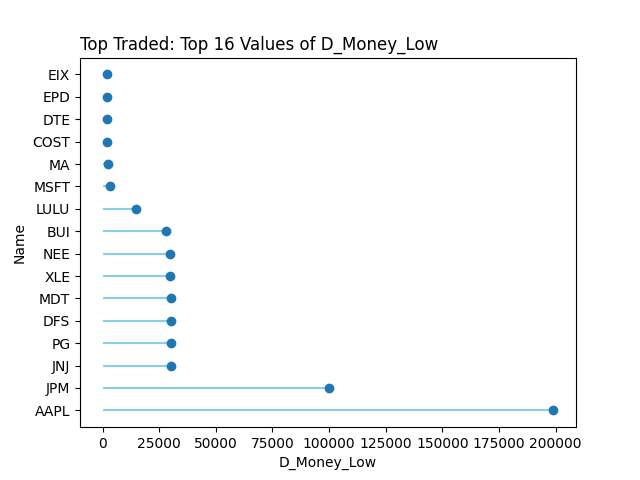 Top Traded: Top 16 Values of D_Money_Low
EIX
EPD
DTE
COST
MA
MSFT
LULU
BUI
NEE
XLE
MDT
DFS
PG
JNJ
JPM
AAPL
Name
0 25000 50000 75000 100000 125000 150000 175000 200000
D_Money_Low